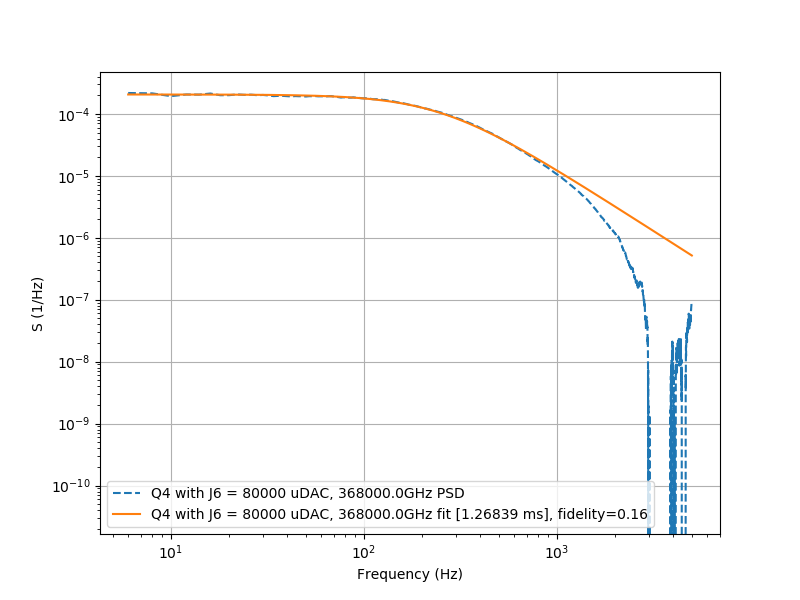 10⁻⁴
10⁻⁵
10⁻⁶
10⁻⁷
10⁻⁸
10⁻⁹
10⁻¹⁰
S (1/Hz)
Q4 with J6 = 80000 uDAC, 368000.0GHz PSD
Q4 with J6 = 80000 uDAC, 368000.0GHz fit [1.26839 ms], fidelity=0.16
10¹ 10² 10³
Frequency (Hz)